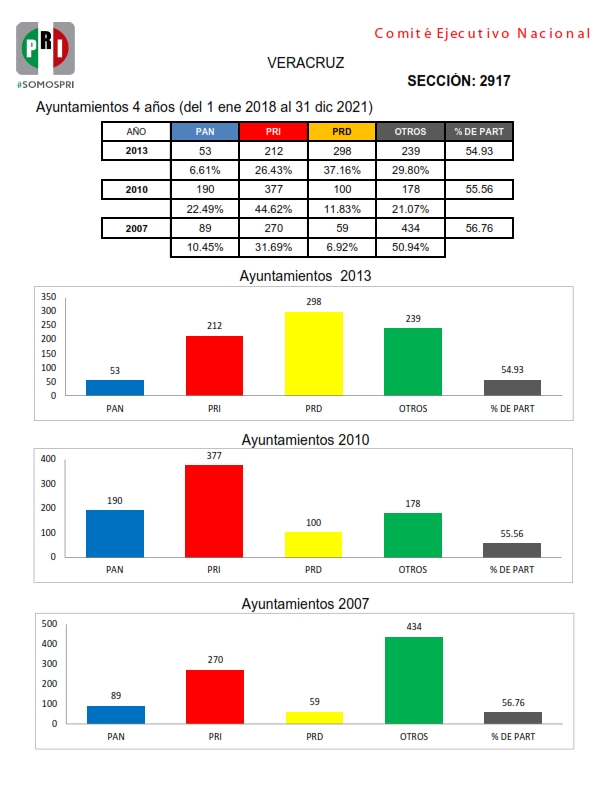 Comité Ejecutivo Nacional
PRI
#SOMOSPRI
VERACRUZ
SECCIÓN: 2917
Ayuntamientos 4 años (del 1 ene 2018 al 31 dic 2021)
AÑO PAN PRI PRD OTROS % DE PART
2013 53 212 298 239 54.93
6.61% 26.43% 37.16% 29.80%
2010 190 377 100 178 55.56
22.49% 44.62% 11.83% 21.07%
2007 89 270 59 434 56.76
10.45% 31.69% 6.92% 50.94%
Ayuntamientos 2013
350
300
250
200
150
100
50
0
53 212 298 239 54.93
PAN PRI PRD OTROS % DE PART
Ayuntamientos 2010
400
300
200
100
0
190 377 100 178 55.56
PAN PRI PRD OTROS % DE PART
Ayuntamientos 2007
500
400
300
200
100
0
89 270 59 434 56.76
PAN PRI PRD OTROS % DE PART